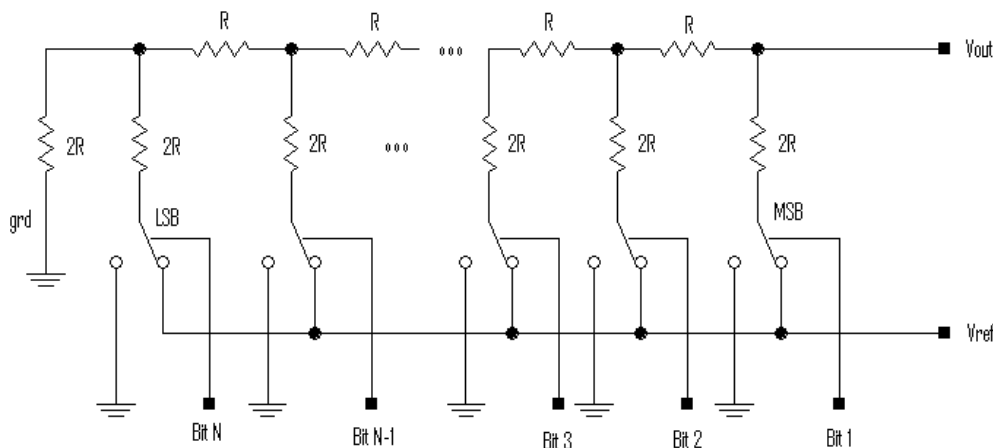 R R R R
... Vout
2R 2R 2R ... 2R 2R 2R
grd LSB MSB
Vref
Bit N Bit N-1 Bit 3 Bit 2 Bit 1